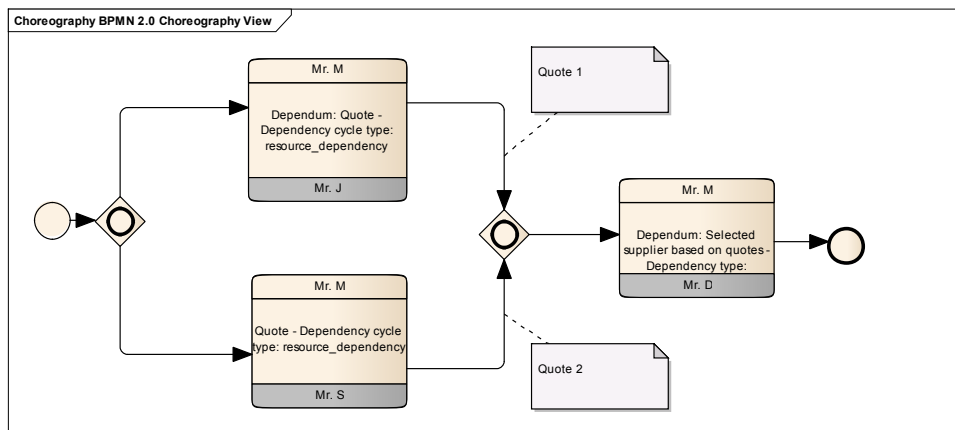 Choreography BPMN 2.0 Choreography View
Mr. M
Dependum: Quote -
Dependency cycle type:
resource_dependency
Mr. J
Quote 1
Mr. M
Dependum: Selected
supplier based on quotes -
Dependency type:
Mr. D
Mr. M
Quote - Dependency cycle
type: resource_dependency
Mr. S
Quote 2